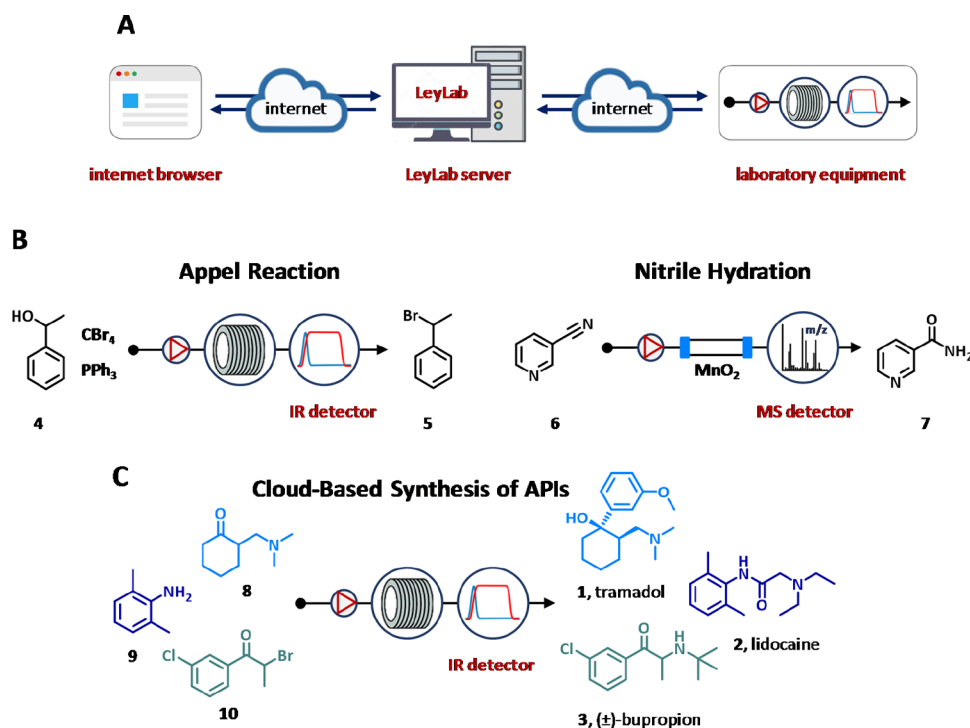 A
internet
LeyLab
internet
internet browser
LeyLab server
laboratory equipment
B
Appel Reaction
Nitrile Hydration
HO
CBr4
PPh3
Br
N
N
m/z
MnO2
O
NH2
N
IR detector
MS detector
4
5
6
7
C
Cloud-Based Synthesis of APIs
O
N
8
NH2
9
O
Cl
Br
10
IR detector
O
HO
N
1, tramadol
H
N
O
N
2, lidocaine
Cl
O
H
N
3, (±)-bupropion